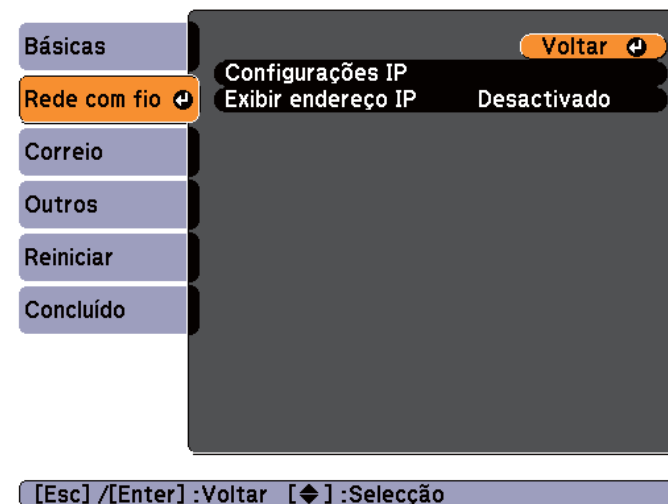 Básicas
Voltar
Configurações IP
Rede com fio
Exibir endereço IP Desactivado
Correio
Outros
Reiniciar
Concluído
[Esc] /[Enter] :Voltar [◆] :Selecção